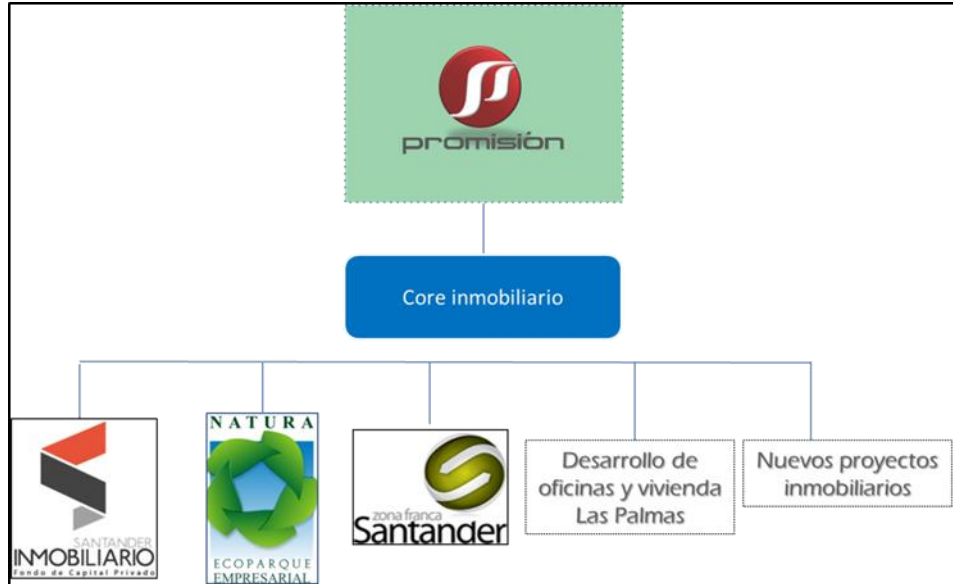 promisión
Core inmobiliario
SANTANDER
INMOBILIARIO
Fondo de Capital Privado
NATURA
ECOPARQUE
EMPRESARIAL
zona franca
Santander
Desarrollo de
oficinas y vivienda
Las Palmas
Nuevos proyectos
inmobiliarios